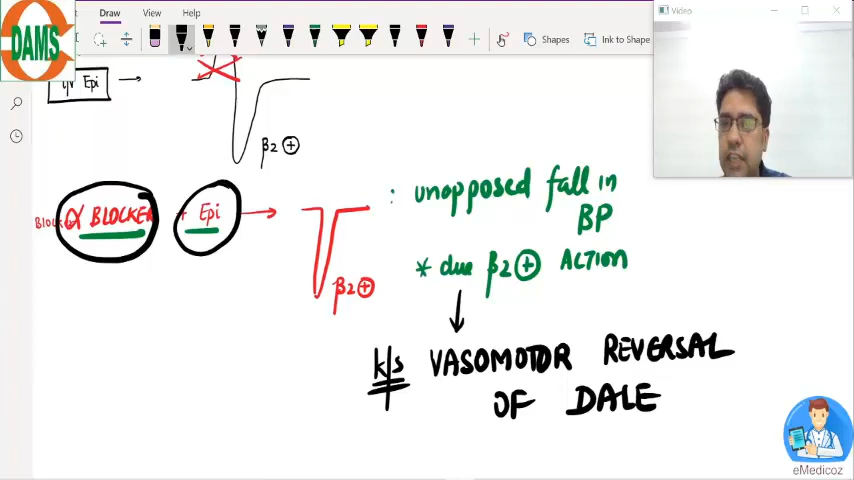 DAMS
Draw
Insert
View
Help
Shapes
Ink to Shape
Video
Epi
β2 ⊕
α BLOCKER + Epi →
: unopposed fall in
BP
* due β2 ⊕ ACTION
β2 ⊕
k/s VASOMOTOR REVERSAL
OF DALE
eMedicoz